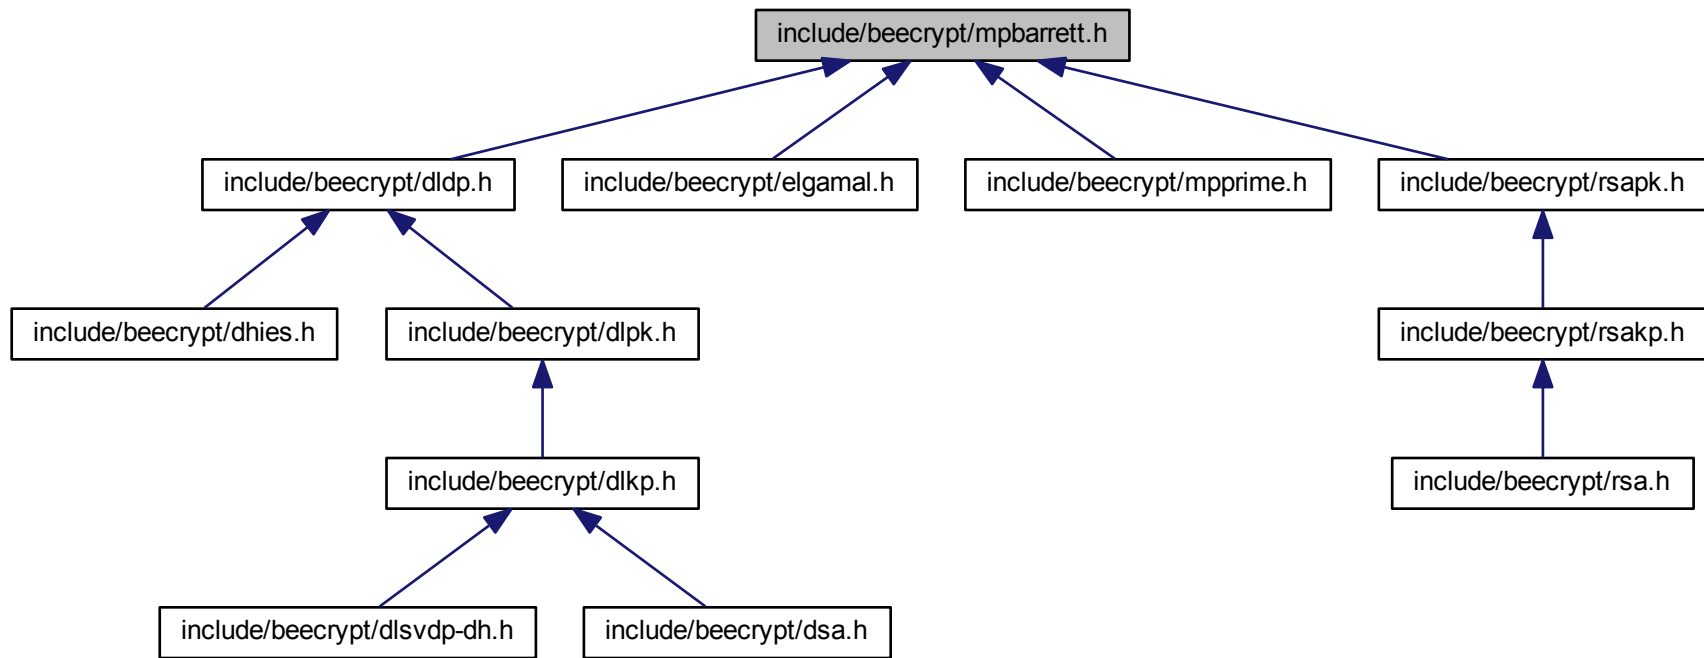 include/beecrypt/mpbarrett.h
include/beecrypt/dldp.h
include/beecrypt/elgamal.h
include/beecrypt/mpprime.h
include/beecrypt/rsapk.h
include/beecrypt/dhies.h
include/beecrypt/dlpk.h
include/beecrypt/rsakp.h
include/beecrypt/dlkp.h
include/beecrypt/rsa.h
include/beecrypt/dlsvdp-dh.h
include/beecrypt/dsa.h